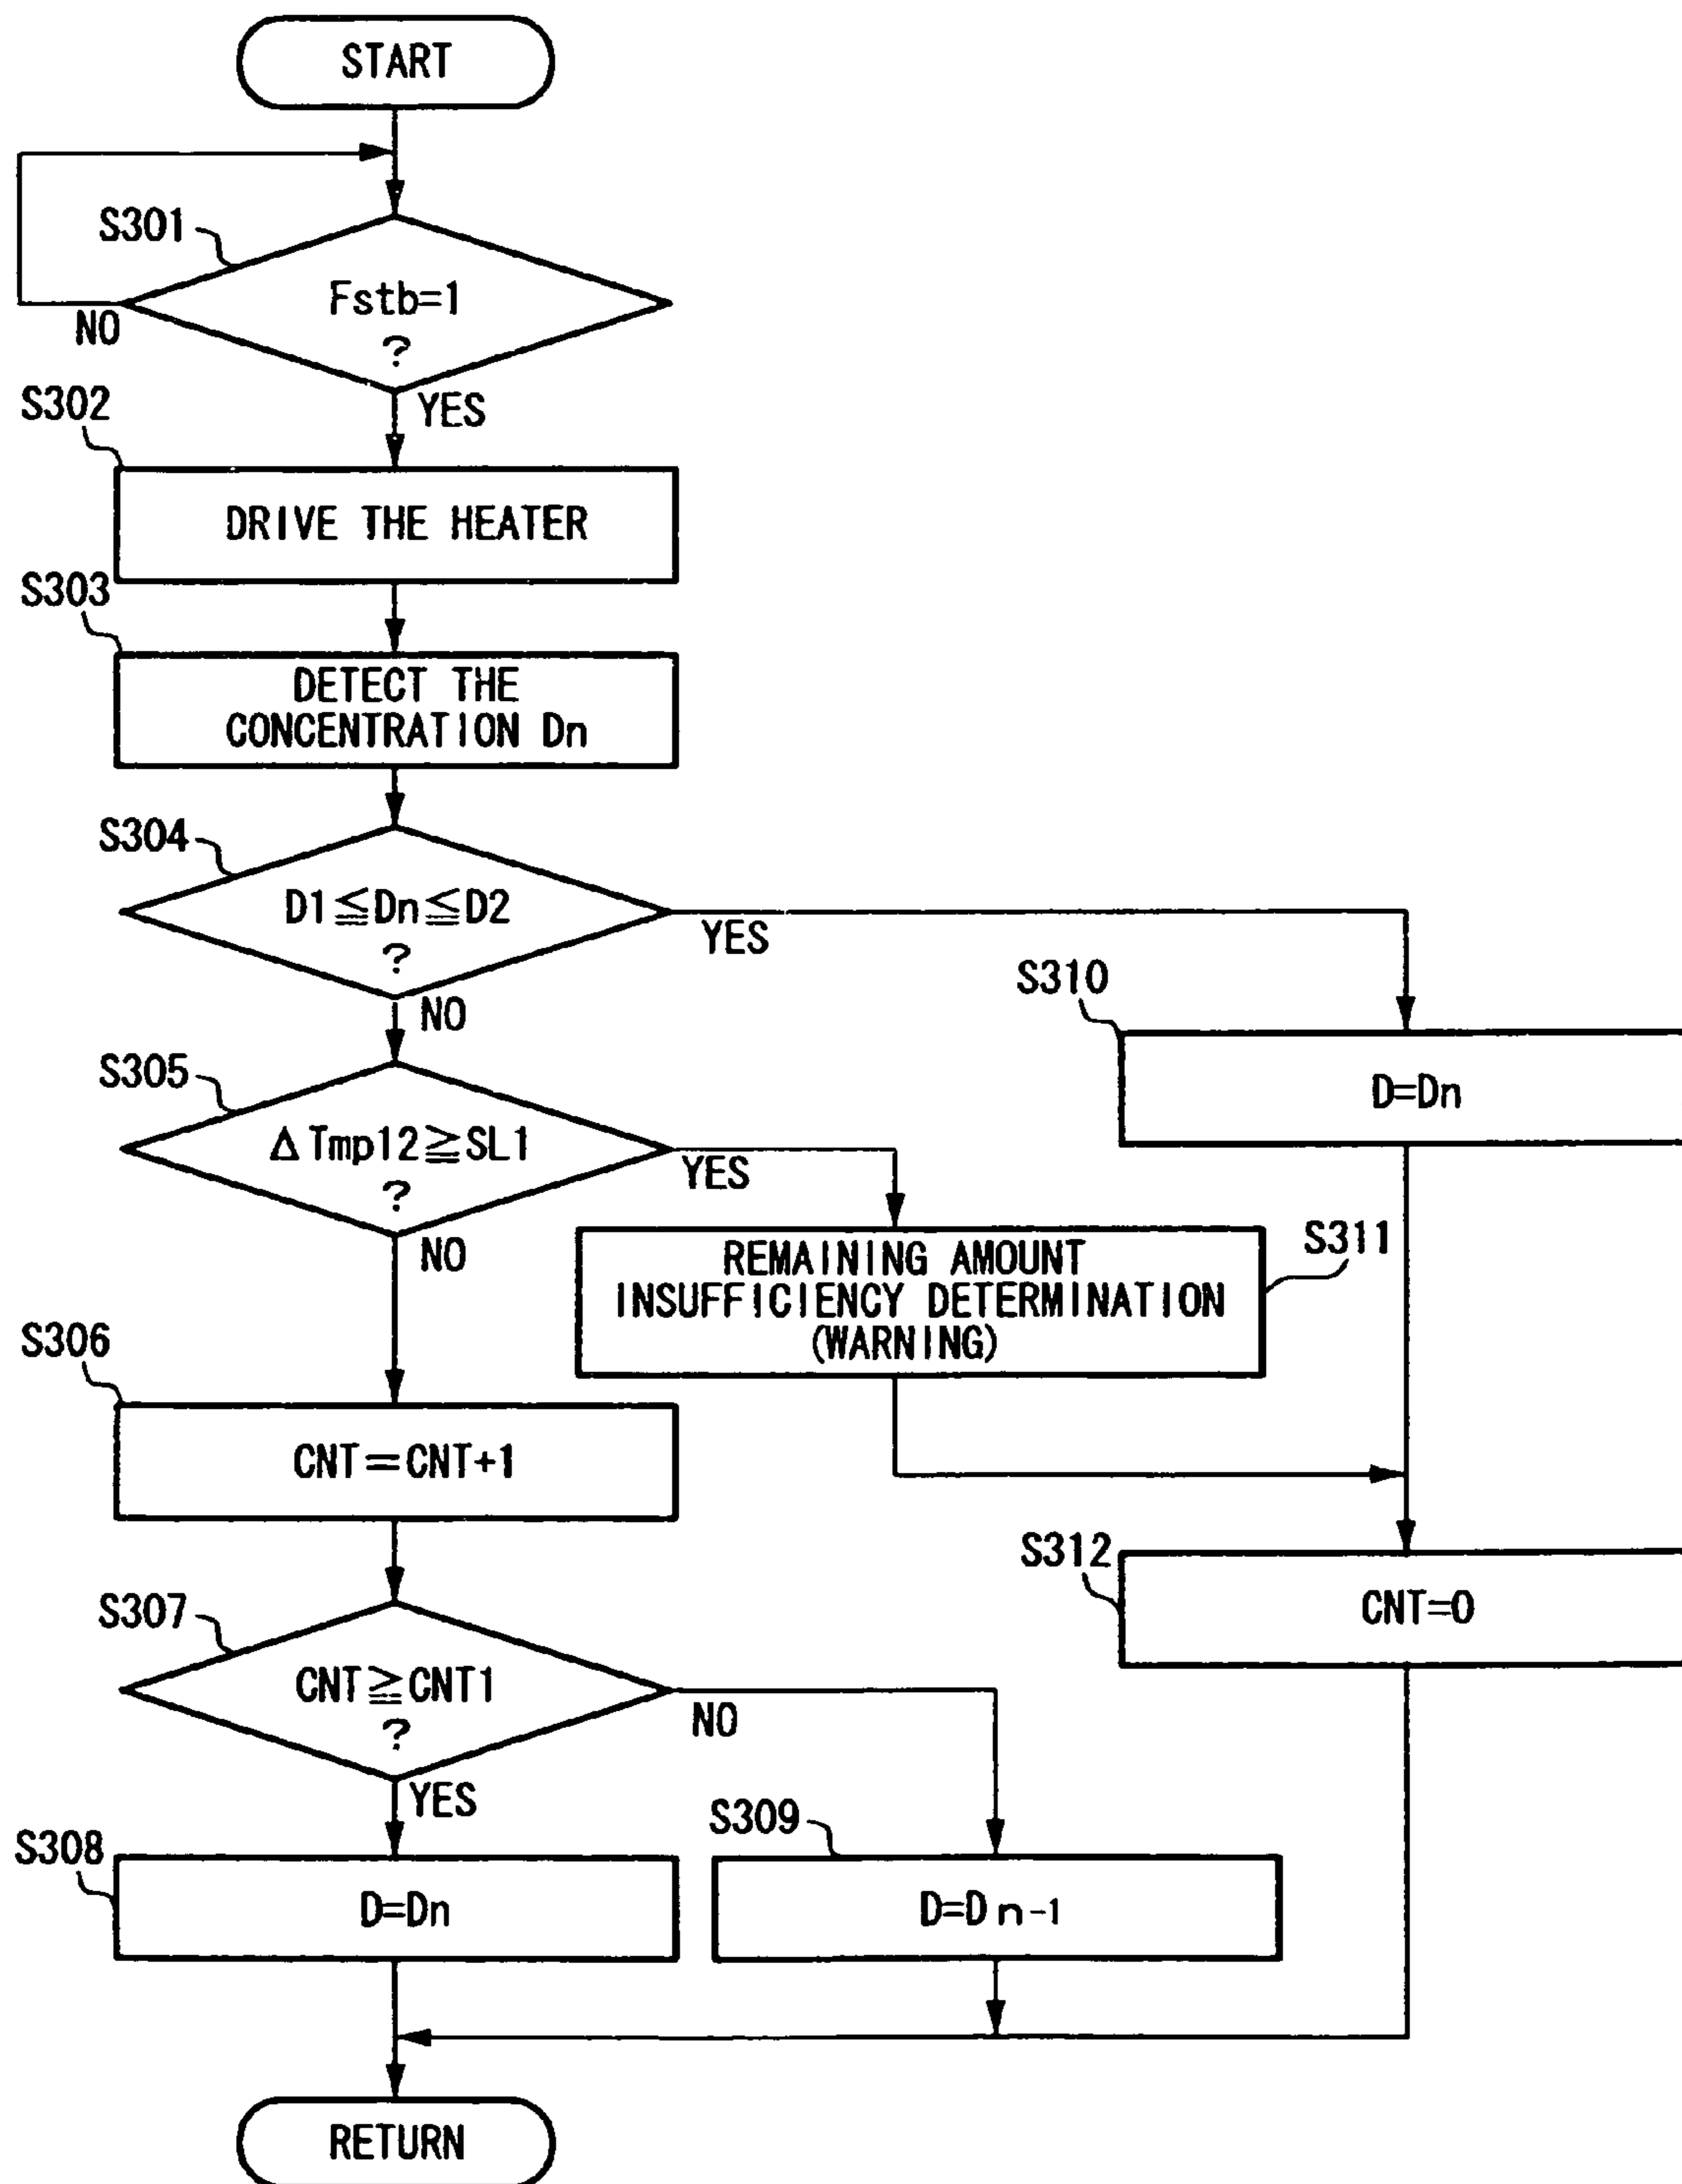 START
S301
Fstb=1
?
NO
YES
S302
DRIVE THE HEATER
S303
DETECT THE
CONCENTRATION Dn
S304
D1≦Dn≦D2
?
YES
NO
S310
D=Dn
S305
Δ Tmp12≧SL1
?
YES
NO
S311
REMAINING AMOUNT
INSUFFICIENCY DETERMINATION
(WARNING)
S306
CNT=CNT+1
S312
CNT=0
S307
CNT≧CNT1
?
NO
YES
S308
D=Dn
S309
D=Dn-1
RETURN